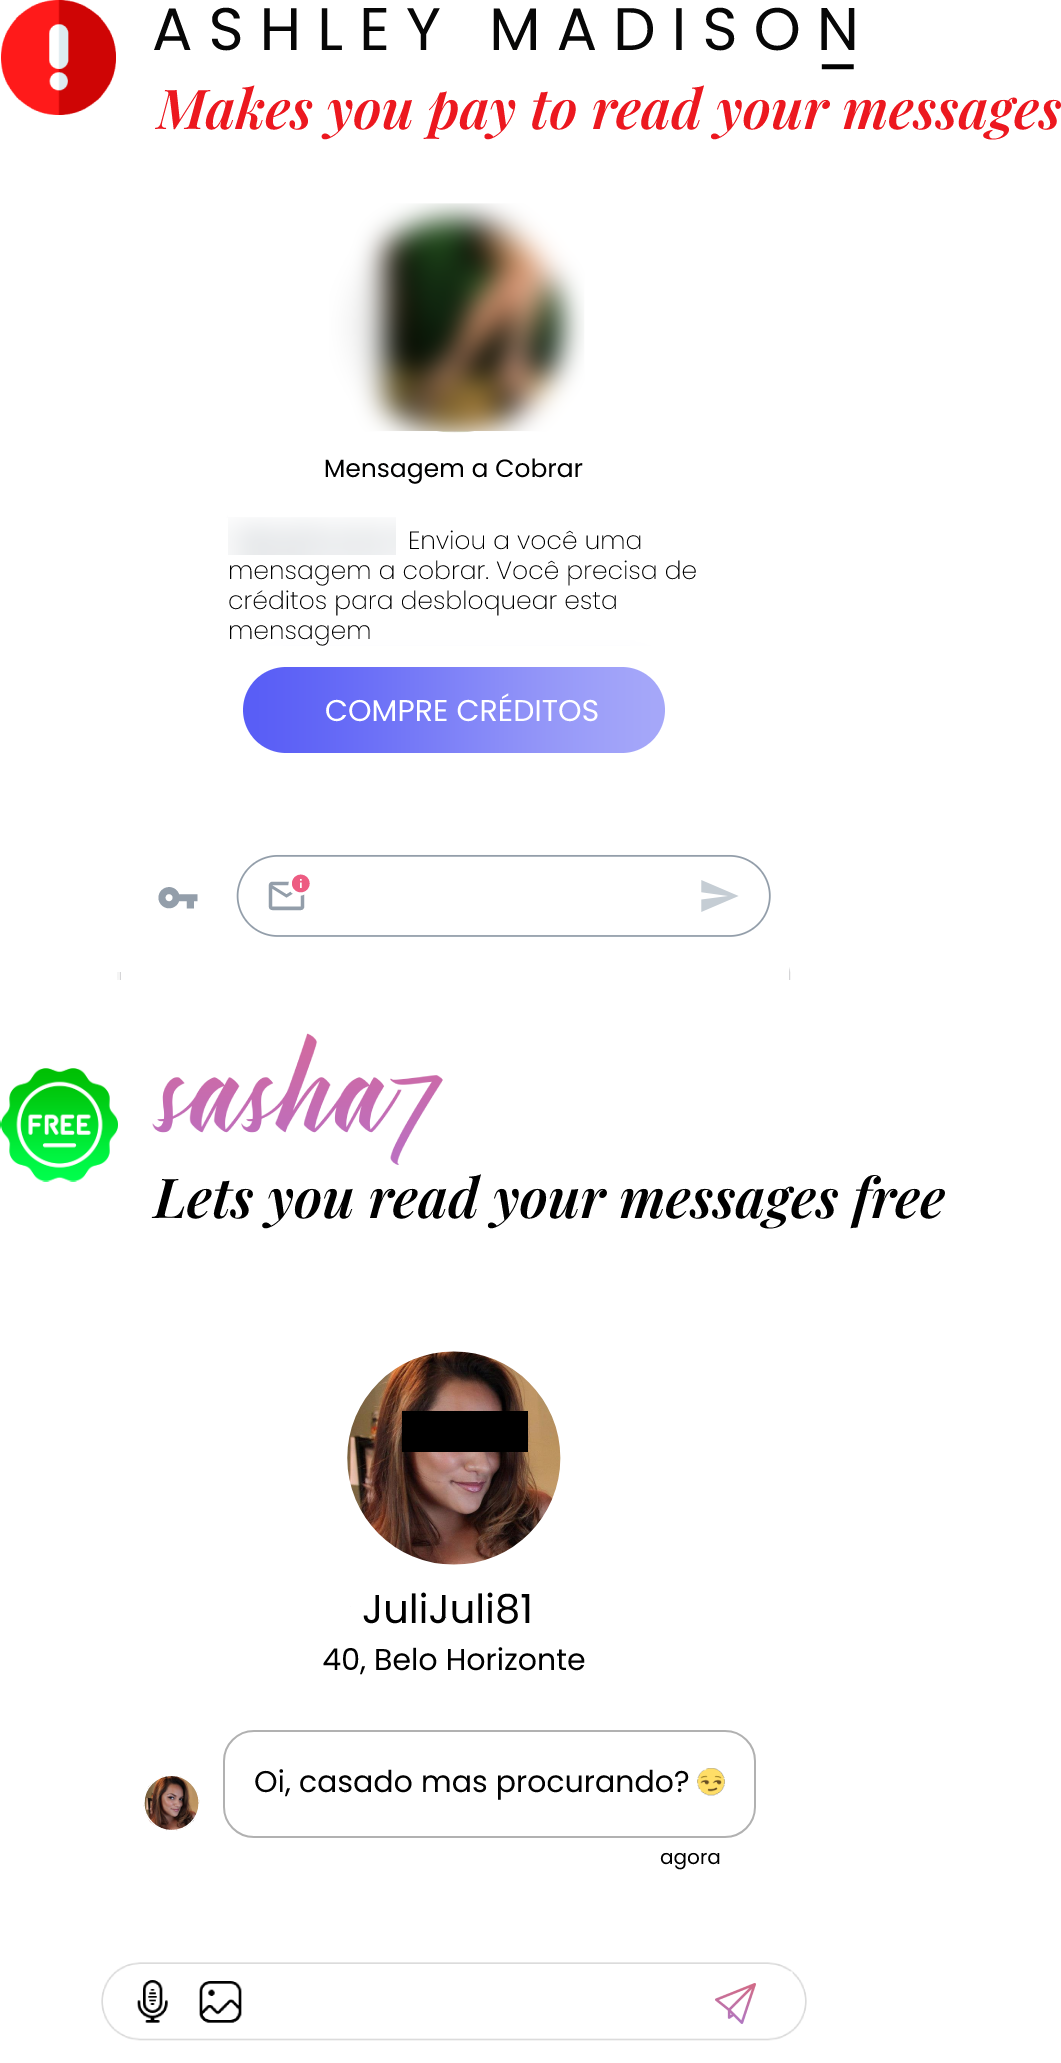 ASHLEY MADISON
Makes you pay to read your messages
Mensagem a Cobrar
Enviou a você uma
mensagem a cobrar. Você precisa de
créditos para desbloquear esta
mensagem
COMPRE CRÉDITOS
sasha7
FREE
Lets you read your messages free
JuliJuli81
40, Belo Horizonte
Oi, casado mas procurando? 😏
agora